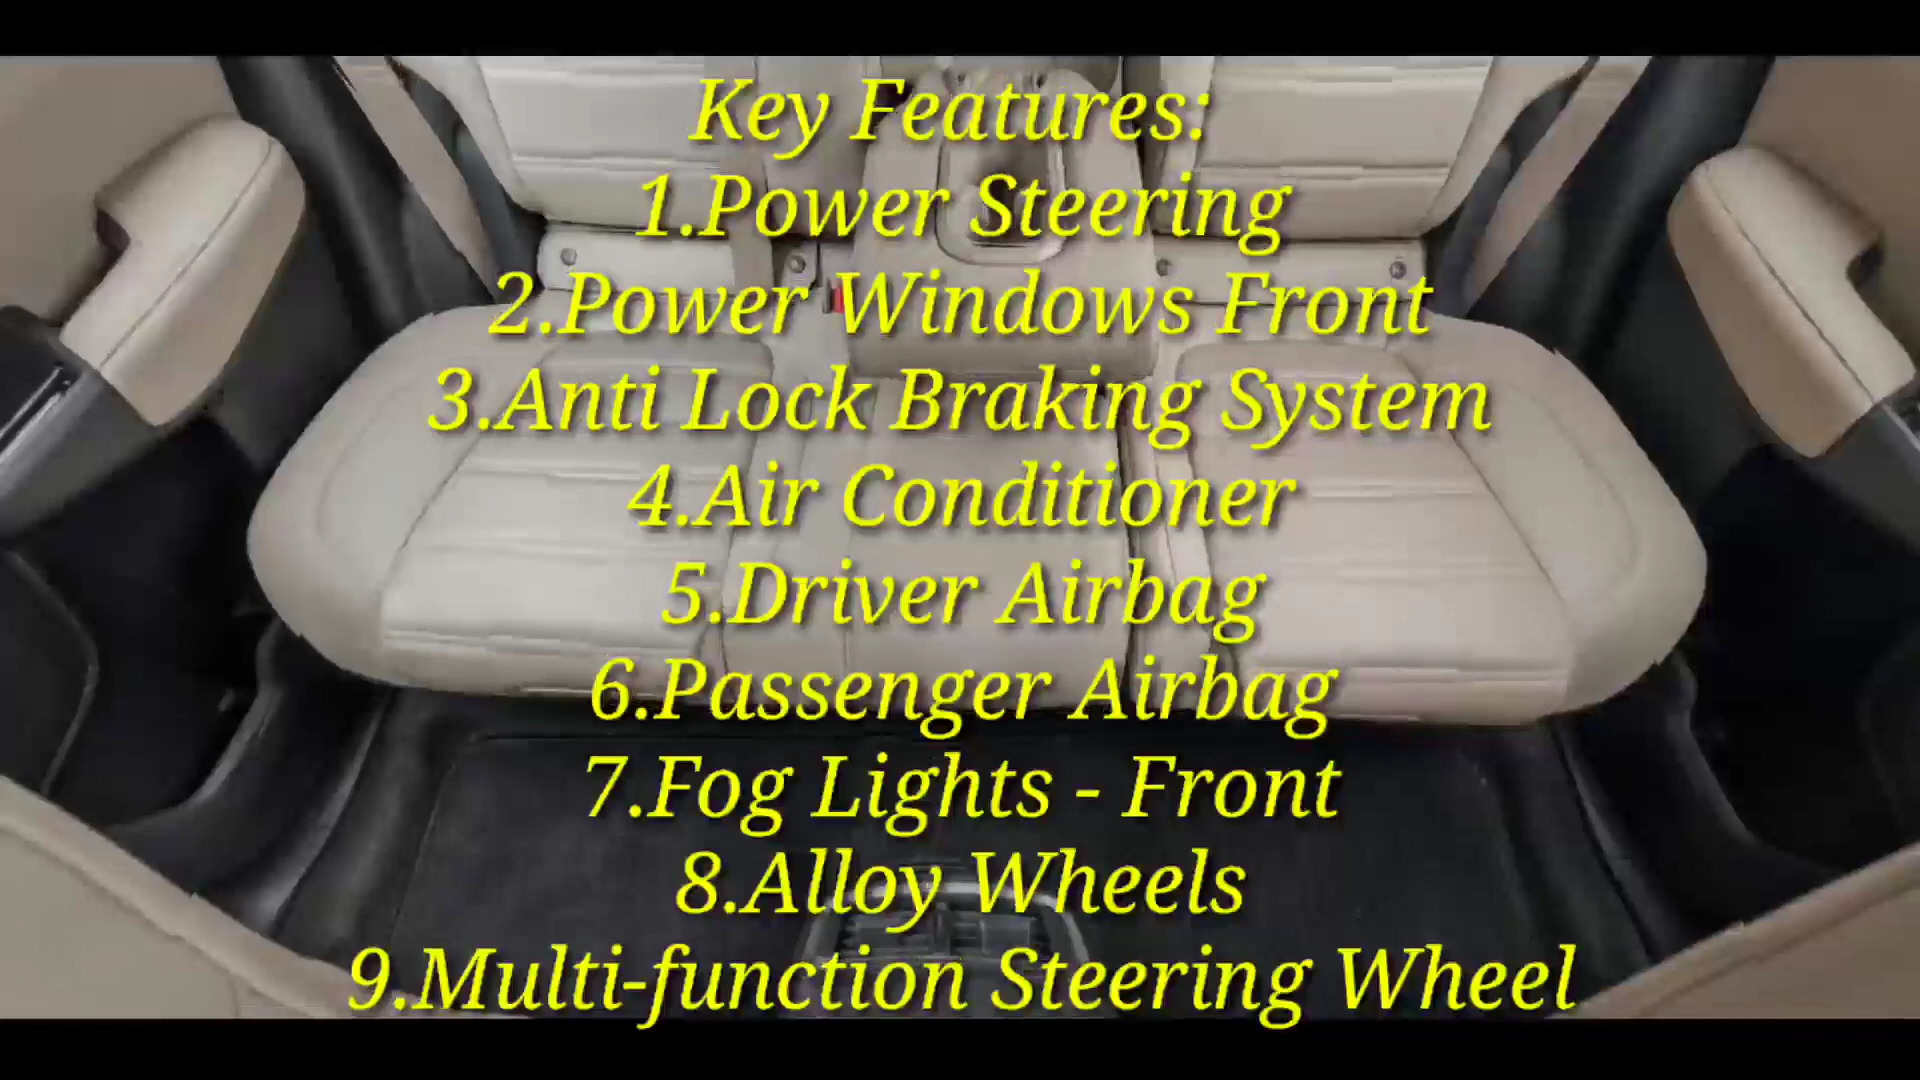 Key Features:
1.Power Steering
2.Power Windows Front
3.Anti Lock Braking System
4.Air Conditioner
5.Driver Airbag
6.Passenger Airbag
7.Fog Lights - Front
8.Alloy Wheels
9.Multi-function Steering Wheel